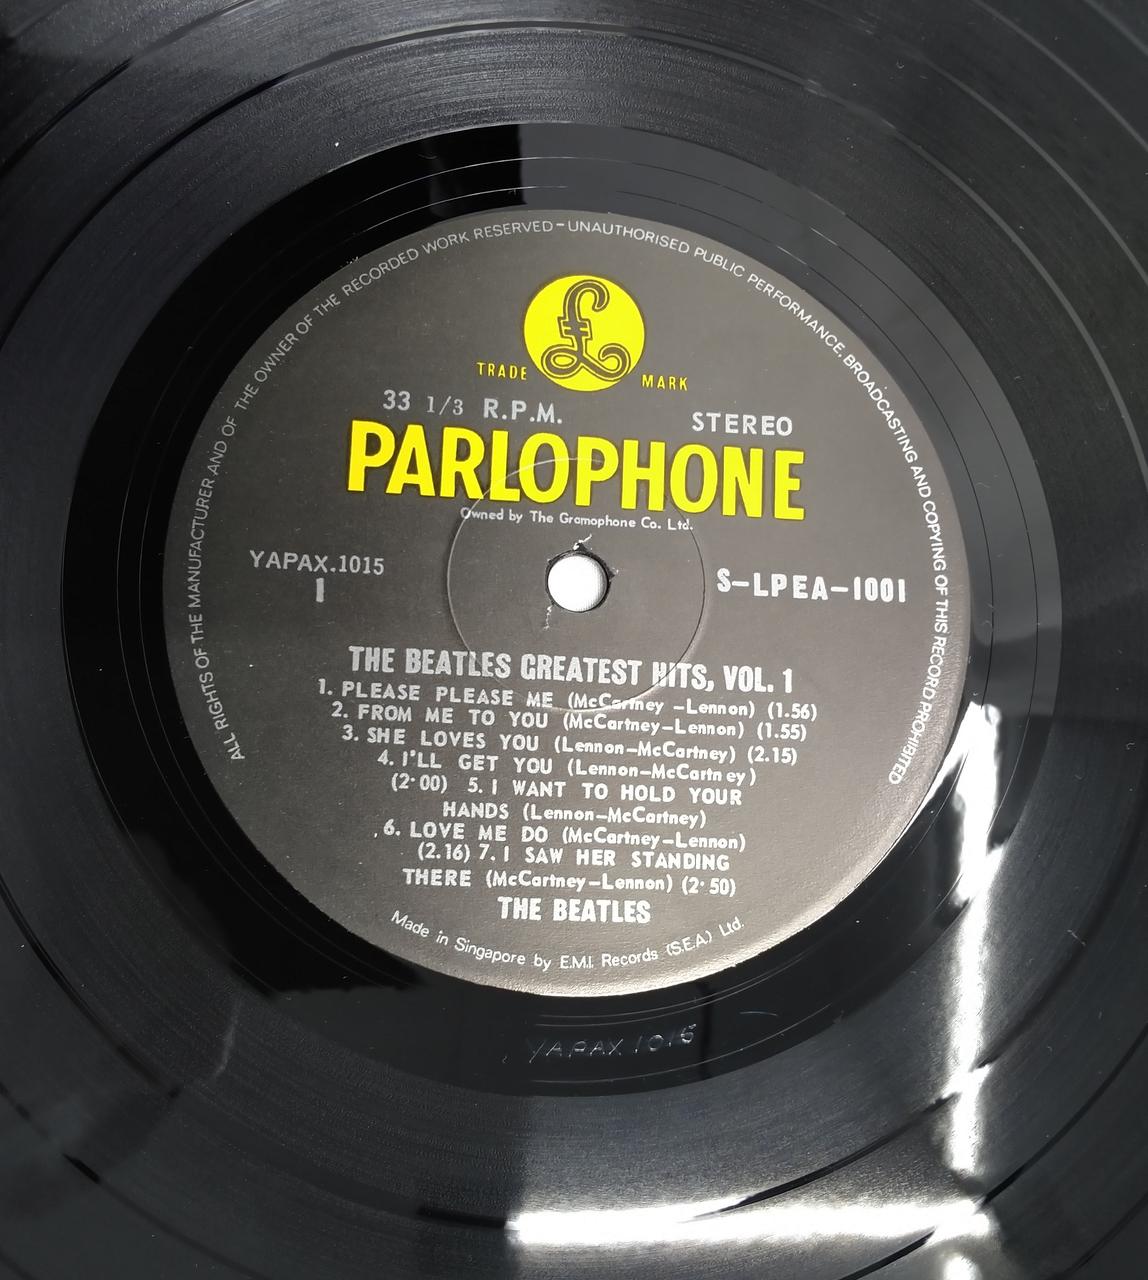 ALL RIGHTS OF THE MANUFACTURER AND OF THE OWNER OF THE RECORDED WORK RESERVED – UNAUTHORISED PUBLIC PERFORMANCE, BROADCASTING AND COPYING OF THIS RECORD PROHIBITED
£
TRADE MARK
33 1/3 R.P.M. STEREO
PARLOPHONE
Owned by The Gramophone Co. Ltd.
YAPAX.1015
1
S–LPEA–1001
THE BEATLES GREATEST HITS, VOL. 1
1. PLEASE PLEASE ME (McCartney –Lennon) (1.56)
2. FROM ME TO YOU (McCartney–Lennon) (1.55)
3. SHE LOVES YOU (Lennon–McCartney) (2.15)
4. I'LL GET YOU (Lennon–McCartney)
(2·00) 5. I WANT TO HOLD YOUR
HANDS (Lennon–McCartney)
6. LOVE ME DO (McCartney–Lennon)
(2.16) 7. I SAW HER STANDING
THERE (McCartney–Lennon) (2·50)
THE BEATLES
Made in Singapore by E.M.I. Records (S.E.A.) Ltd.
YAPAX 1015